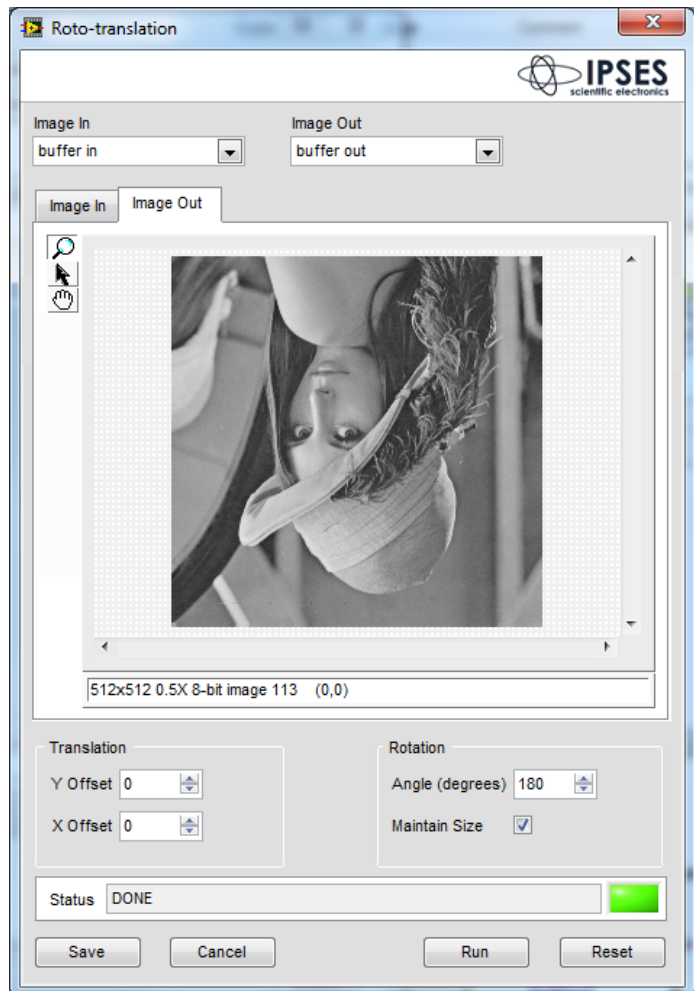 Roto-translation
IPSES
scientific electronics
Image In
Image Out
buffer in
buffer out
Image In
Image Out
512x512 0.5X 8-bit image 113 (0,0)
Translation
Rotation
Y Offset 0
Angle (degrees) 180
X Offset 0
Maintain Size
Status DONE
Save
Cancel
Run
Reset